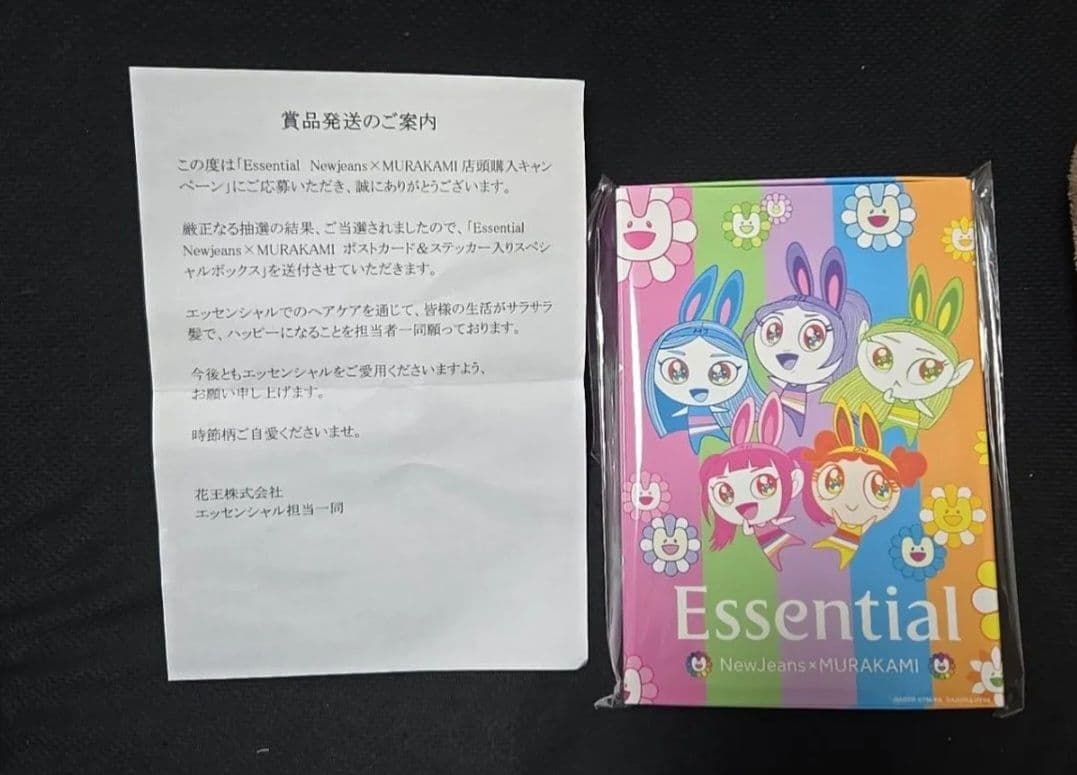 賞品発送のご案内
この度は「Essential Newjeans×MURAKAMI 店頭購入キャン
ペーン」にご応募いただき、誠にありがとうございます。
厳正なる抽選の結果、ご当選されましたので、「Essential
Newjeans×MURAKAMI ポストカード＆ステッカー入りスペシ
ャルボックス」を送付させていただきます。
エッセンシャルでのヘアケアを通じて、皆様の生活がサラサラ
髪で、ハッピーになることを担当者一同願っております。
今後ともエッセンシャルをご愛用くださいますよう、
お願い申し上げます。
時節柄ご自愛くださいませ。
花王株式会社
エッセンシャル担当一同
Essential
NewJeans×MURAKAMI